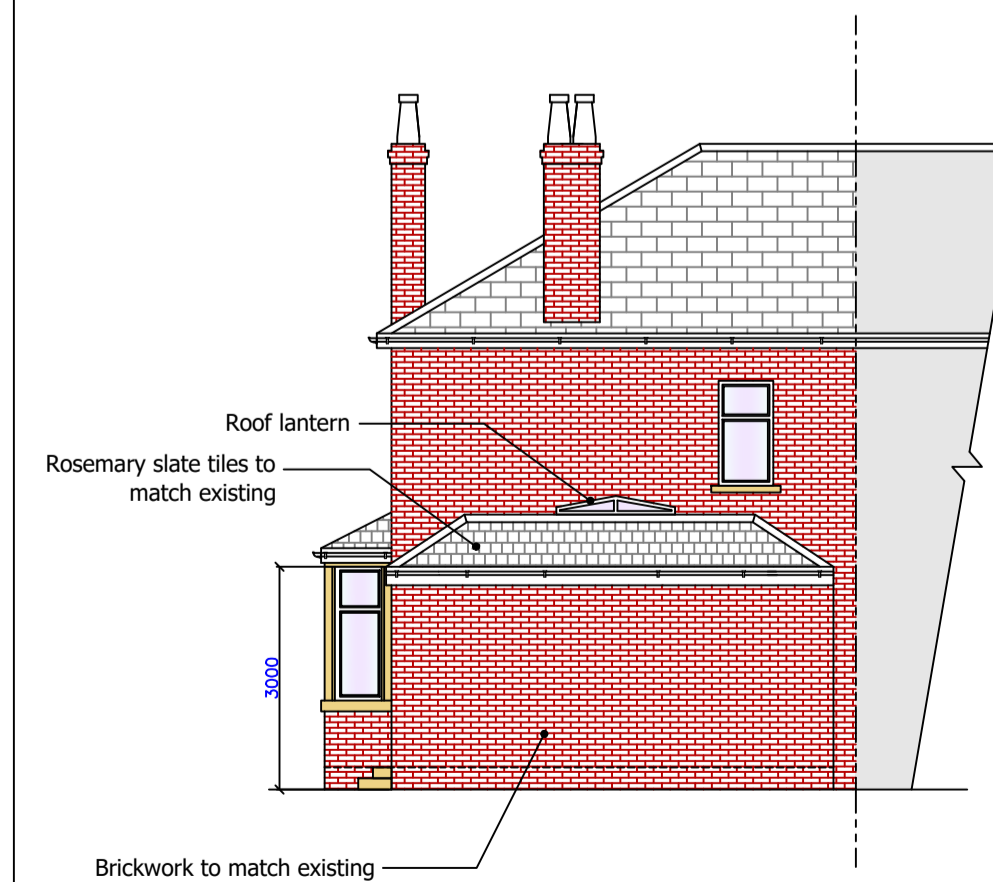 Roof lantern
Rosemary slate tiles to
match existing
3000
Brickwork to match existing